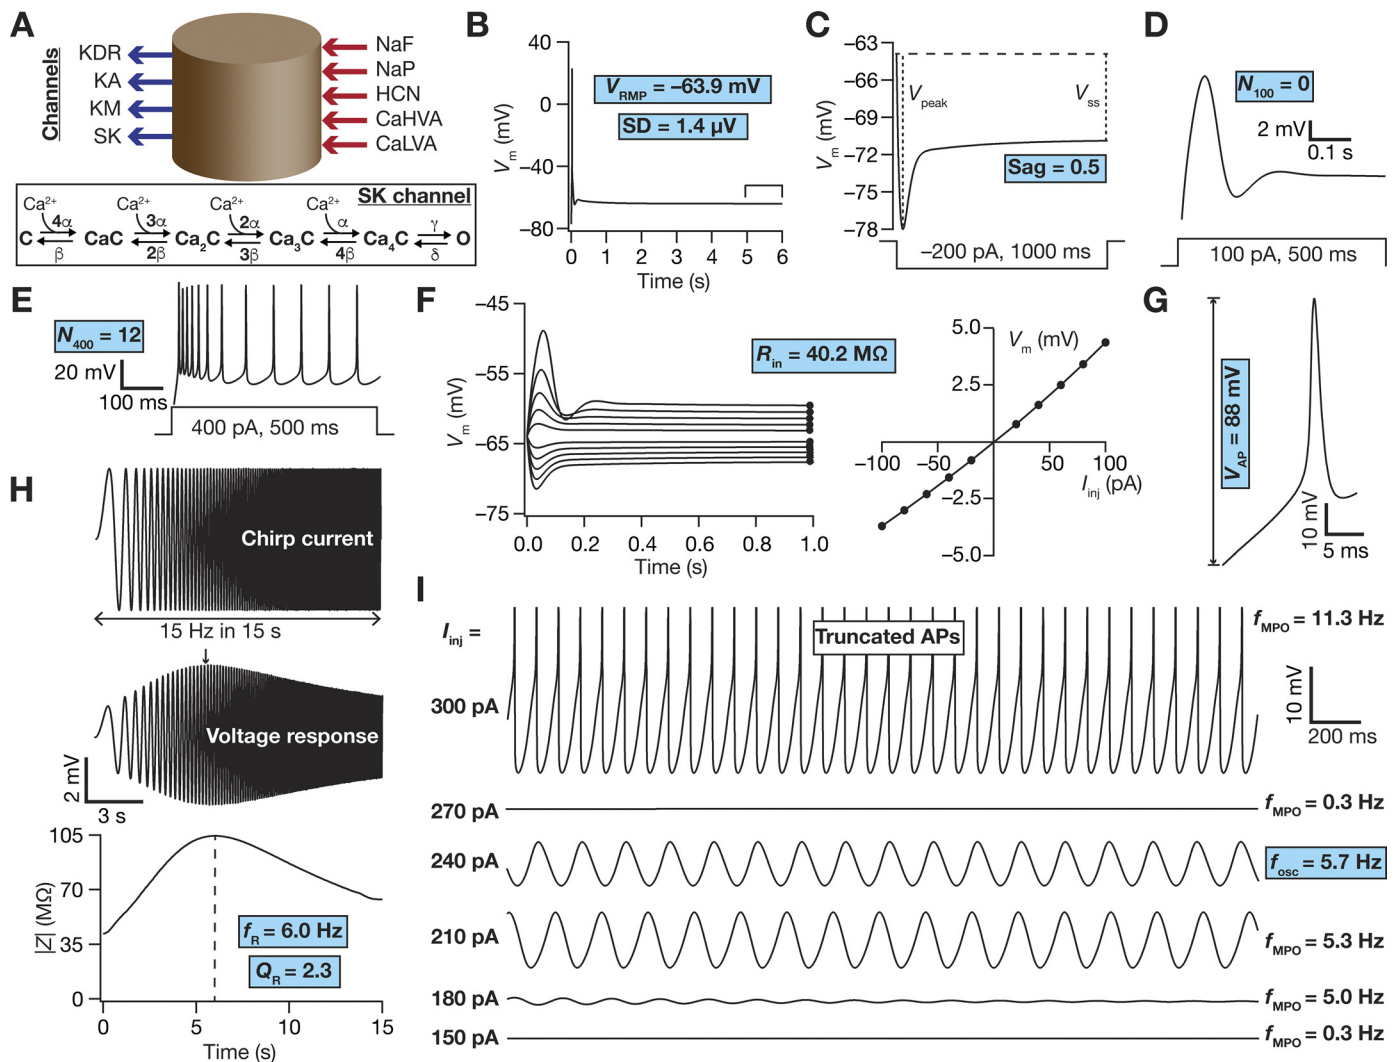 A
Channels
KDR
KA
KM
SK
NaF
NaP
HCN
CaHVA
CaLVA
SK channel
Ca2+ Ca2+ Ca2+ Ca2+
4α 3α 2α α γ
C CaC Ca2C Ca3C Ca4C O
β 2β 3β 4β δ
B
40
0
−40
−80
Vm (mV)
VRMP = −63.9 mV
SD = 1.4 µV
0 1 2 3 4 5 6
Time (s)
C
−63
−66
−69
−72
−75
−78
Vm (mV)
Vpeak
Vss
Sag = 0.5
−200 pA, 1000 ms
D
N100 = 0
2 mV
0.1 s
100 pA, 500 ms
E
N400 = 12
20 mV
100 ms
400 pA, 500 ms
F
−45
−55
−65
−75
Vm (mV)
Rin = 40.2 MΩ
0.0 0.2 0.4 0.6 0.8 1.0
Time (s)
5.0
2.5
−2.5
−5.0
Vm (mV)
−100 −50 50 100
Iinj (pA)
G
VAP = 88 mV
10 mV
5 ms
H
Chirp current
15 Hz in 15 s
Voltage response
2 mV
3 s
105
70
35
0
|Z| (MΩ)
fR = 6.0 Hz
QR = 2.3
0 5 10 15
Time (s)
I
Iinj =
Truncated APs
fMPO = 11.3 Hz
300 pA
10 mV
200 ms
270 pA
fMPO = 0.3 Hz
240 pA
fosc = 5.7 Hz
210 pA
fMPO = 5.3 Hz
180 pA
fMPO = 5.0 Hz
150 pA
fMPO = 0.3 Hz